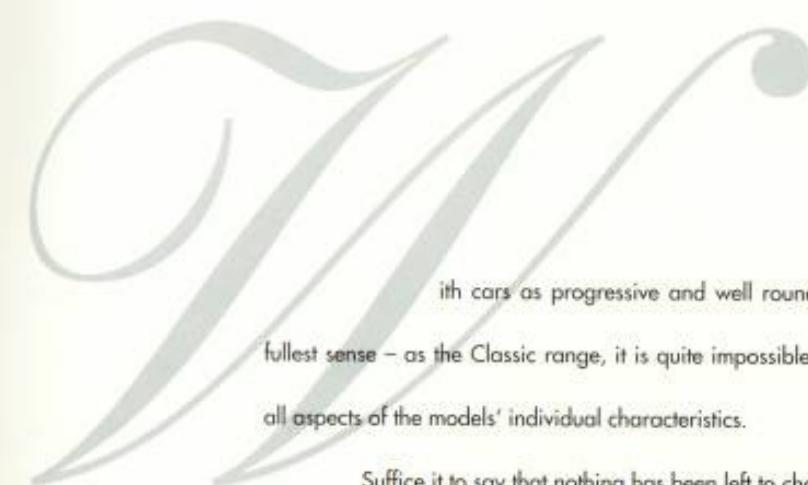 With cars as progressive and well roun
fullest sense – as the Classic range, it is quite impossible
all aspects of the models' individual characteristics.
Suffice it to say that nothing has been left to ch